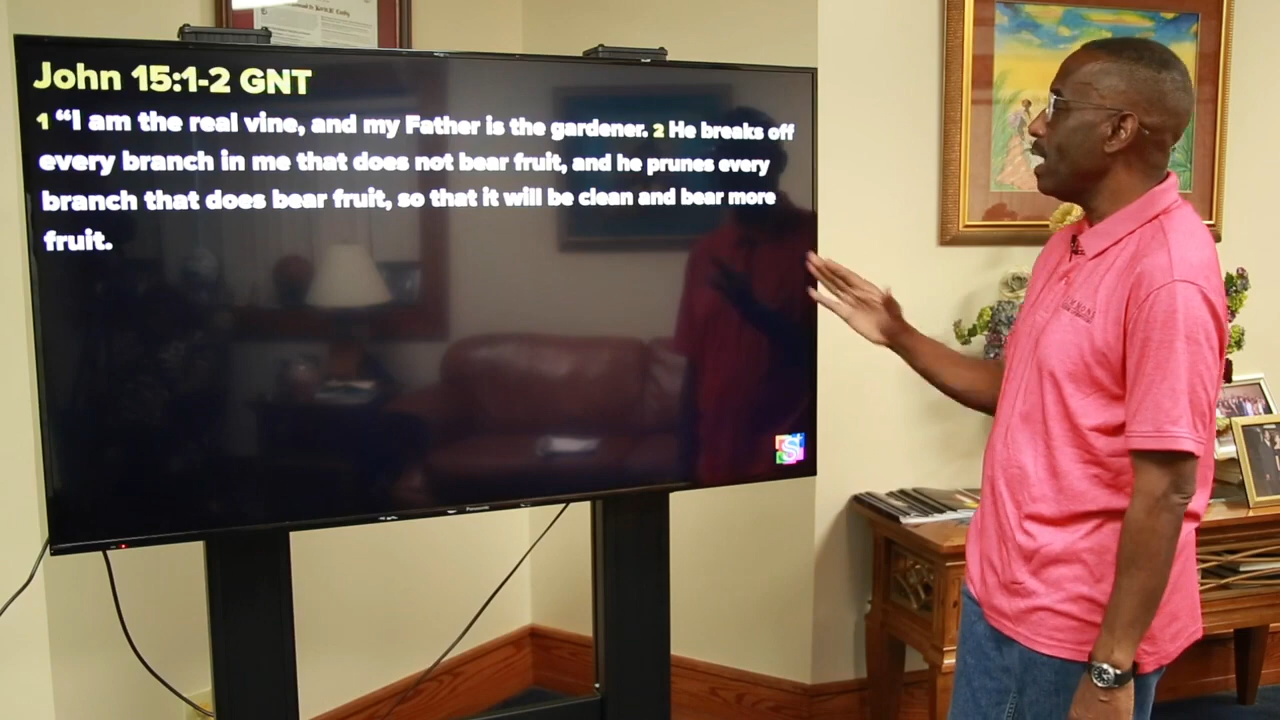 John 15:1-2 GNT
1 “I am the real vine, and my Father is the gardener. 2 He breaks off
every branch in me that does not bear fruit, and he prunes every
branch that does bear fruit, so that it will be clean and bear more
fruit.
Panasonic